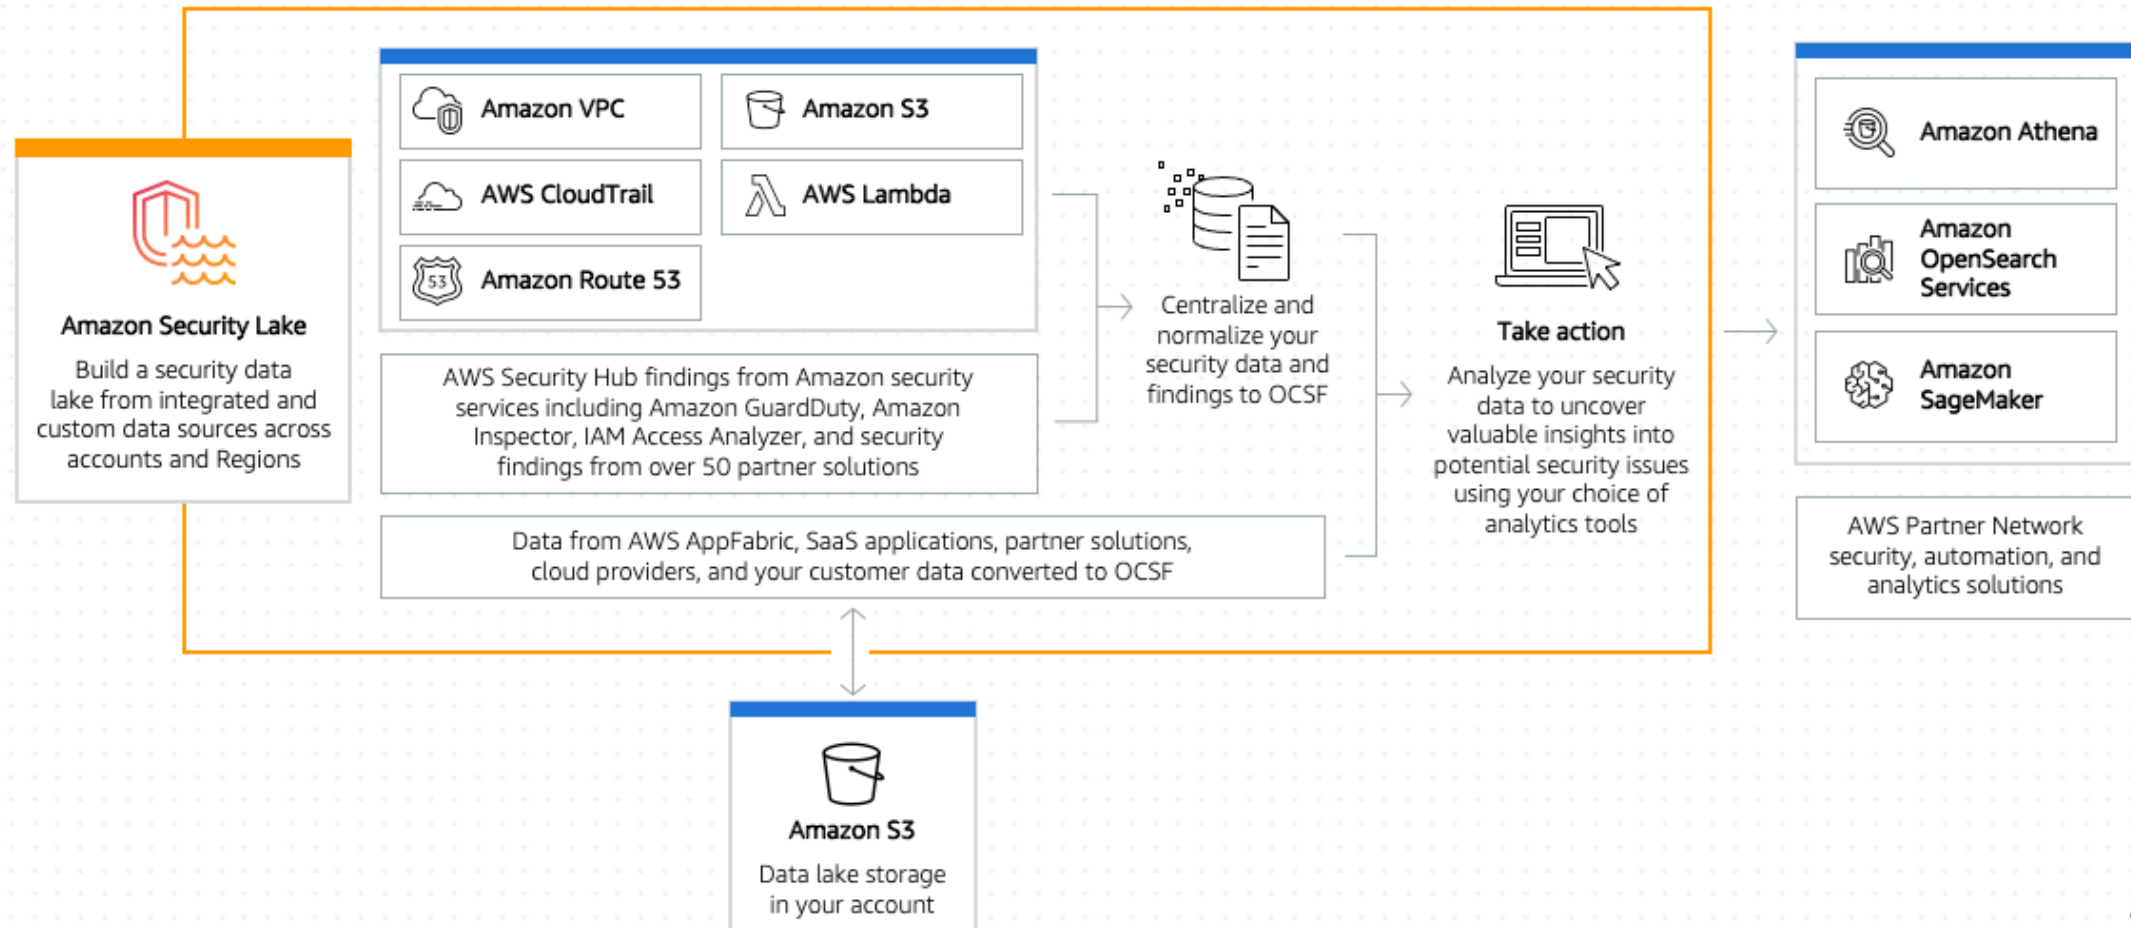 Amazon Security Lake
Build a security data
lake from integrated and
custom data sources across
accounts and Regions
Amazon VPC
Amazon S3
AWS CloudTrail
AWS Lambda
53
Amazon Route 53
AWS Security Hub findings from Amazon security
services including Amazon GuardDuty, Amazon
Inspector, IAM Access Analyzer, and security
findings from over 50 partner solutions
Data from AWS AppFabric, SaaS applications, partner solutions,
cloud providers, and your customer data converted to OCSF
Centralize and
normalize your
security data and
findings to OCSF
Take action
Analyze your security
data to uncover
valuable insights into
potential security issues
using your choice of
analytics tools
Amazon Athena
Amazon
OpenSearch
Services
Amazon
SageMaker
AWS Partner Network
security, automation, and
analytics solutions
Amazon S3
Data lake storage
in your account